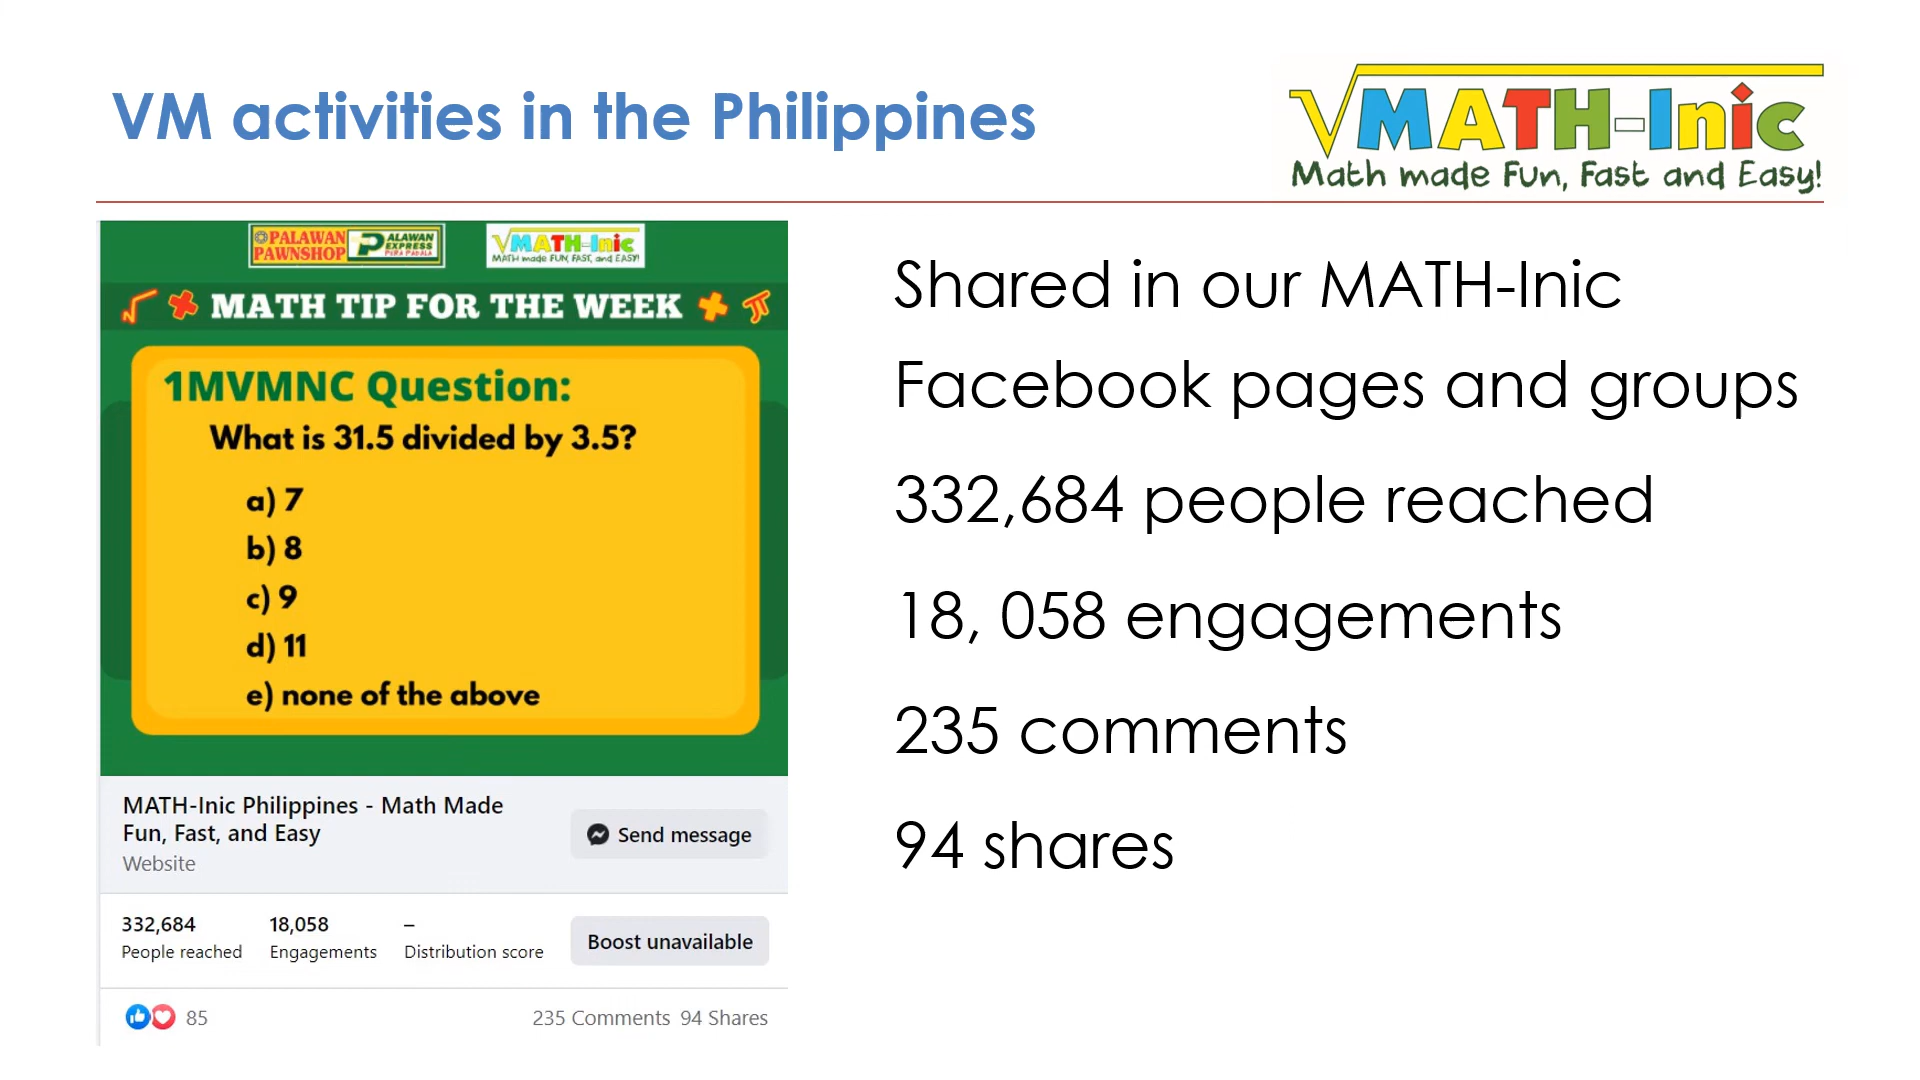 VM activities in the Philippines
MATH-Inic
Math made Fun, Fast and Easy!
PALAWAN PAWNSHOP
PALAWAN EXPRESS
PERA PADALA
MATH-Inic
MATH made FUN, FAST, and EASY!
MATH TIP FOR THE WEEK
1MVMNC Question:
What is 31.5 divided by 3.5?
a) 7
b) 8
c) 9
d) 11
e) none of the above
MATH-Inic Philippines - Math Made
Fun, Fast, and Easy
Website
Send message
332,684 18,058 –
People reached Engagements Distribution score
Boost unavailable
85 235 Comments 94 Shares
Shared in our MATH-Inic
Facebook pages and groups
332,684 people reached
18, 058 engagements
235 comments
94 shares